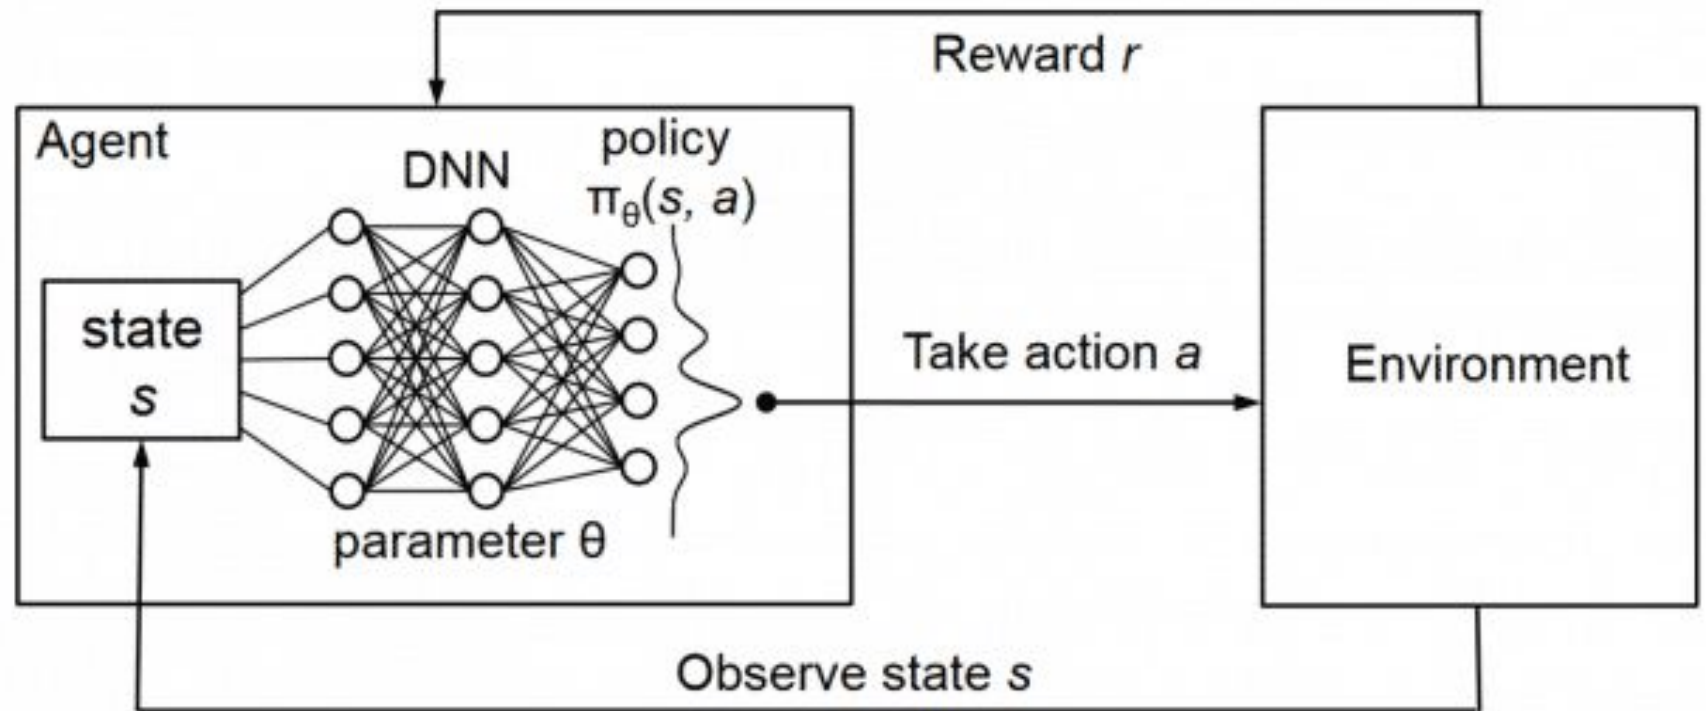 Reward r
Agent
DNN
policy
πθ(s, a)
state
s
Take action a
Environment
parameter θ
Observe state s